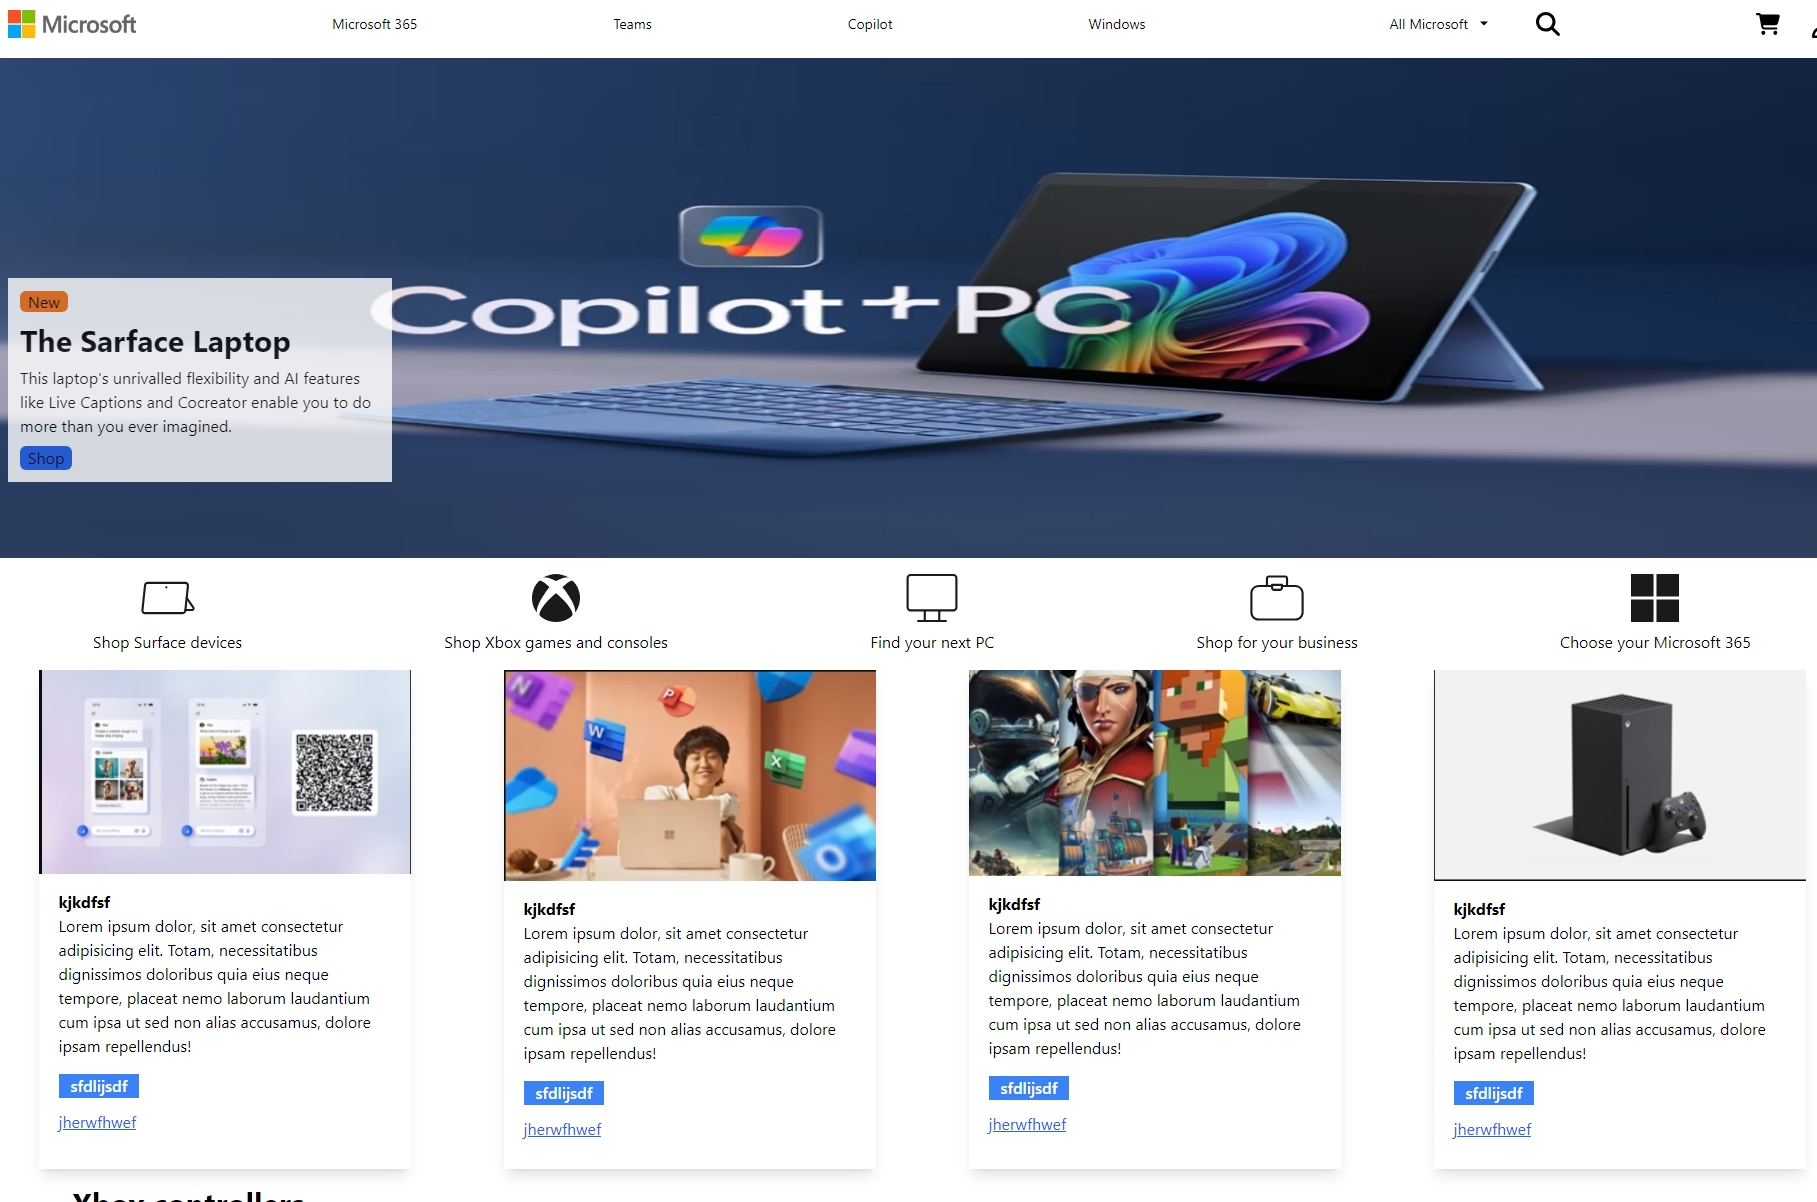 Microsoft
Microsoft 365
Teams
Copilot
Windows
All Microsoft
Copilot+PC
New
The Sarface Laptop
This laptop's unrivalled flexibility and AI features
like Live Captions and Cocreator enable you to do
more than you ever imagined.
Shop
Shop Surface devices
Shop Xbox games and consoles
Find your next PC
Shop for your business
Choose your Microsoft 365
N
P
W
X
O
kjkdfsf
Lorem ipsum dolor, sit amet consectetur
adipisicing elit. Totam, necessitatibus
dignissimos doloribus quia eius neque
tempore, placeat nemo laborum laudantium
cum ipsa ut sed non alias accusamus, dolore
ipsam repellendus!
sfdlijsdf
jherwfhwef
kjkdfsf
Lorem ipsum dolor, sit amet consectetur
adipisicing elit. Totam, necessitatibus
dignissimos doloribus quia eius neque
tempore, placeat nemo laborum laudantium
cum ipsa ut sed non alias accusamus, dolore
ipsam repellendus!
sfdlijsdf
jherwfhwef
kjkdfsf
Lorem ipsum dolor, sit amet consectetur
adipisicing elit. Totam, necessitatibus
dignissimos doloribus quia eius neque
tempore, placeat nemo laborum laudantium
cum ipsa ut sed non alias accusamus, dolore
ipsam repellendus!
sfdlijsdf
jherwfhwef
kjkdfsf
Lorem ipsum dolor, sit amet consectetur
adipisicing elit. Totam, necessitatibus
dignissimos doloribus quia eius neque
tempore, placeat nemo laborum laudantium
cum ipsa ut sed non alias accusamus, dolore
ipsam repellendus!
sfdlijsdf
jherwfhwef
Xbox controllers